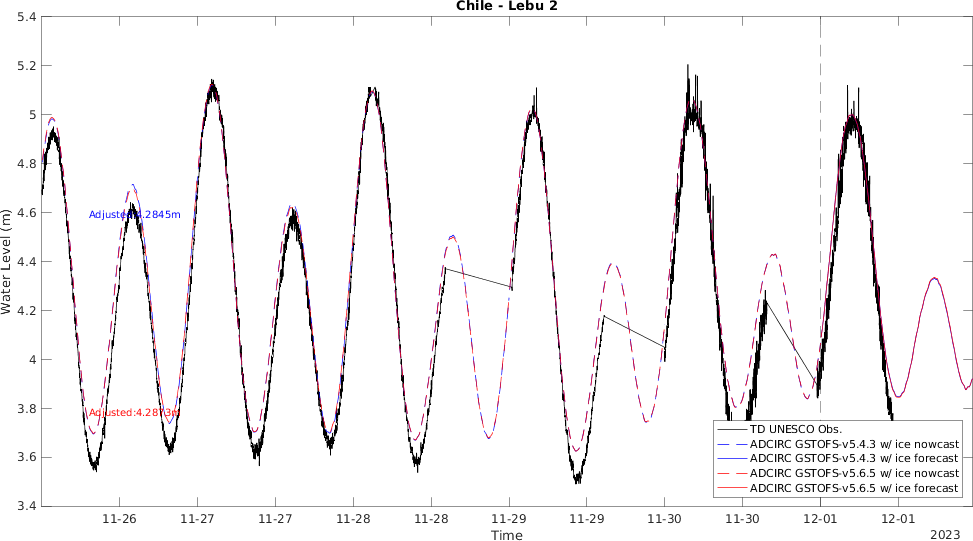 Chile - Lebu 2
5.4
5.2
5
4.8
4.6
4.4
4.2
4
3.8
3.6
3.4
Water Level (m)
Adjusted:4.2845m
Adjusted:4.2873m
TD UNESCO Obs.
ADCIRC GSTOFS-v5.4.3 w/ ice nowcast
ADCIRC GSTOFS-v5.4.3 w/ ice forecast
ADCIRC GSTOFS-v5.6.5 w/ ice nowcast
ADCIRC GSTOFS-v5.6.5 w/ ice forecast
11-26 11-27 11-27 11-28 11-28 11-29 11-29 11-30 11-30 12-01 12-01
Time
2023